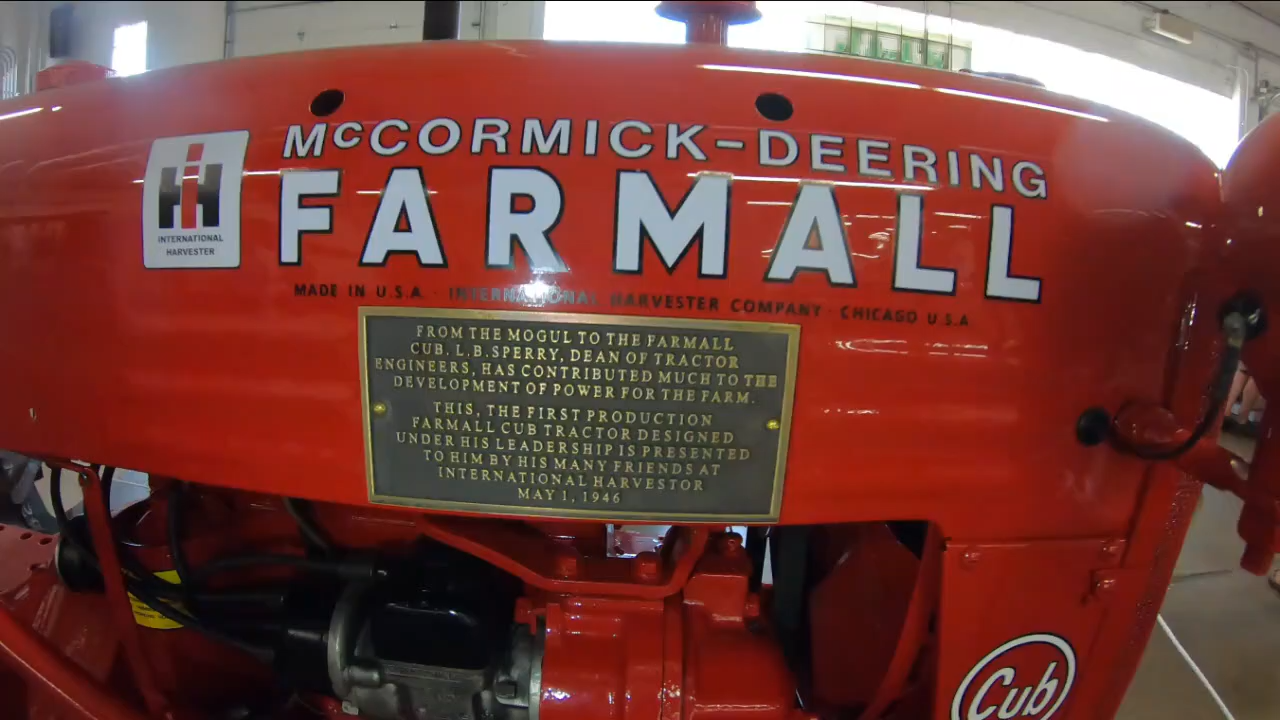 McCORMICK-DEERING
FARMALL
IH
INTERNATIONAL
HARVESTER
MADE IN U.S.A. · INTERNATIONAL HARVESTER COMPANY · CHICAGO U.S.A
FROM THE MOGUL TO THE FARMALL
CUB. L.B. SPERRY, DEAN OF TRACTOR
ENGINEERS, HAS CONTRIBUTED MUCH TO THE
DEVELOPMENT OF POWER FOR THE FARM.
THIS, THE FIRST PRODUCTION
FARMALL CUB TRACTOR DESIGNED
UNDER HIS LEADERSHIP IS PRESENTED
TO HIM BY HIS MANY FRIENDS AT
INTERNATIONAL HARVESTOR
MAY 1, 1946
Cub